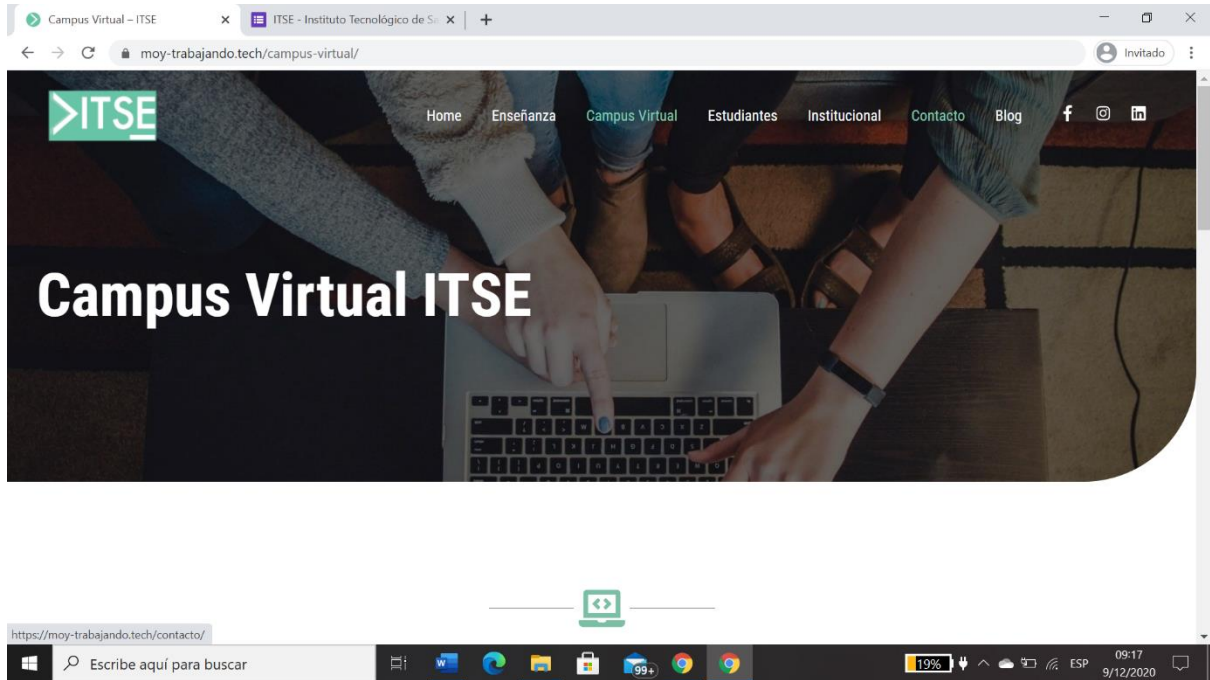 Campus Virtual – ITSE
ITSE - Instituto Tecnológico de Sa
moy-trabajando.tech/campus-virtual/
Invitado
>ITSE
Home Enseñanza Campus Virtual Estudiantes Institucional Contacto Blog
Campus Virtual ITSE
https://moy-trabajando.tech/contacto/
Escribe aquí para buscar
99+
19%
ESP
09:17
9/12/2020